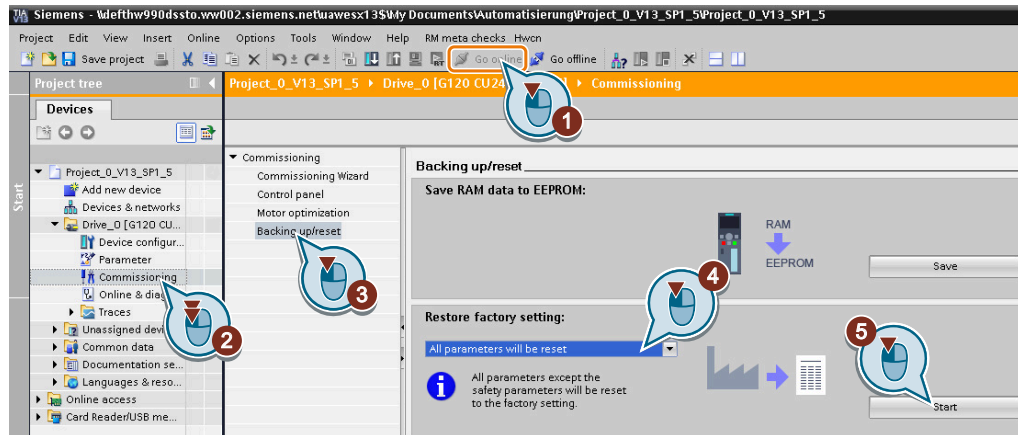 Siemens - \\defthw990dssto.ww002.siemens.net\uawesx13$\My Documents\Automatisierung\Project_0_V13_SP1_5\Project_0_V13_SP1_5
Project Edit View Insert Online Options Tools Window Help RM meta checks Hwcn
Save project Go online Go offline
Project tree
Project_0_V13_SP1_5 Drive_0 [G120 CU24 Commissioning
1
Devices
Start
Project_0_V13_SP1_5
Add new device
Devices & networks
Drive_0 [G120 CU...
Device configur...
Parameter
Commissioning
Online & diag
Traces
Unassigned devi
Common data
Documentation se...
Languages & reso...
Online access
Card Reader/USB me...
2
Commissioning
Commissioning Wizard
Control panel
Motor optimization
Backing up/reset
3
Backing up/reset
Save RAM data to EEPROM:
RAM
EEPROM
Save
4
Restore factory setting:
All parameters will be reset
All parameters except the
safety parameters will be reset
to the factory setting.
5
Start